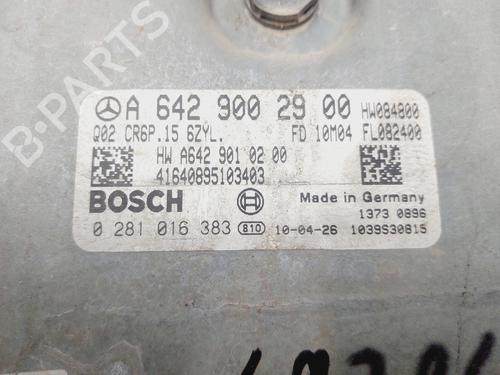 A 642 900 29 00 HW084800
Q02 CR6P.15 6ZYL. FD 10M04 FL082400
HW A642 901 02 00
41640895103403
BOSCH Made in Germany
1373 0896
0 281 016 383 810 10-04-26 1039S30815